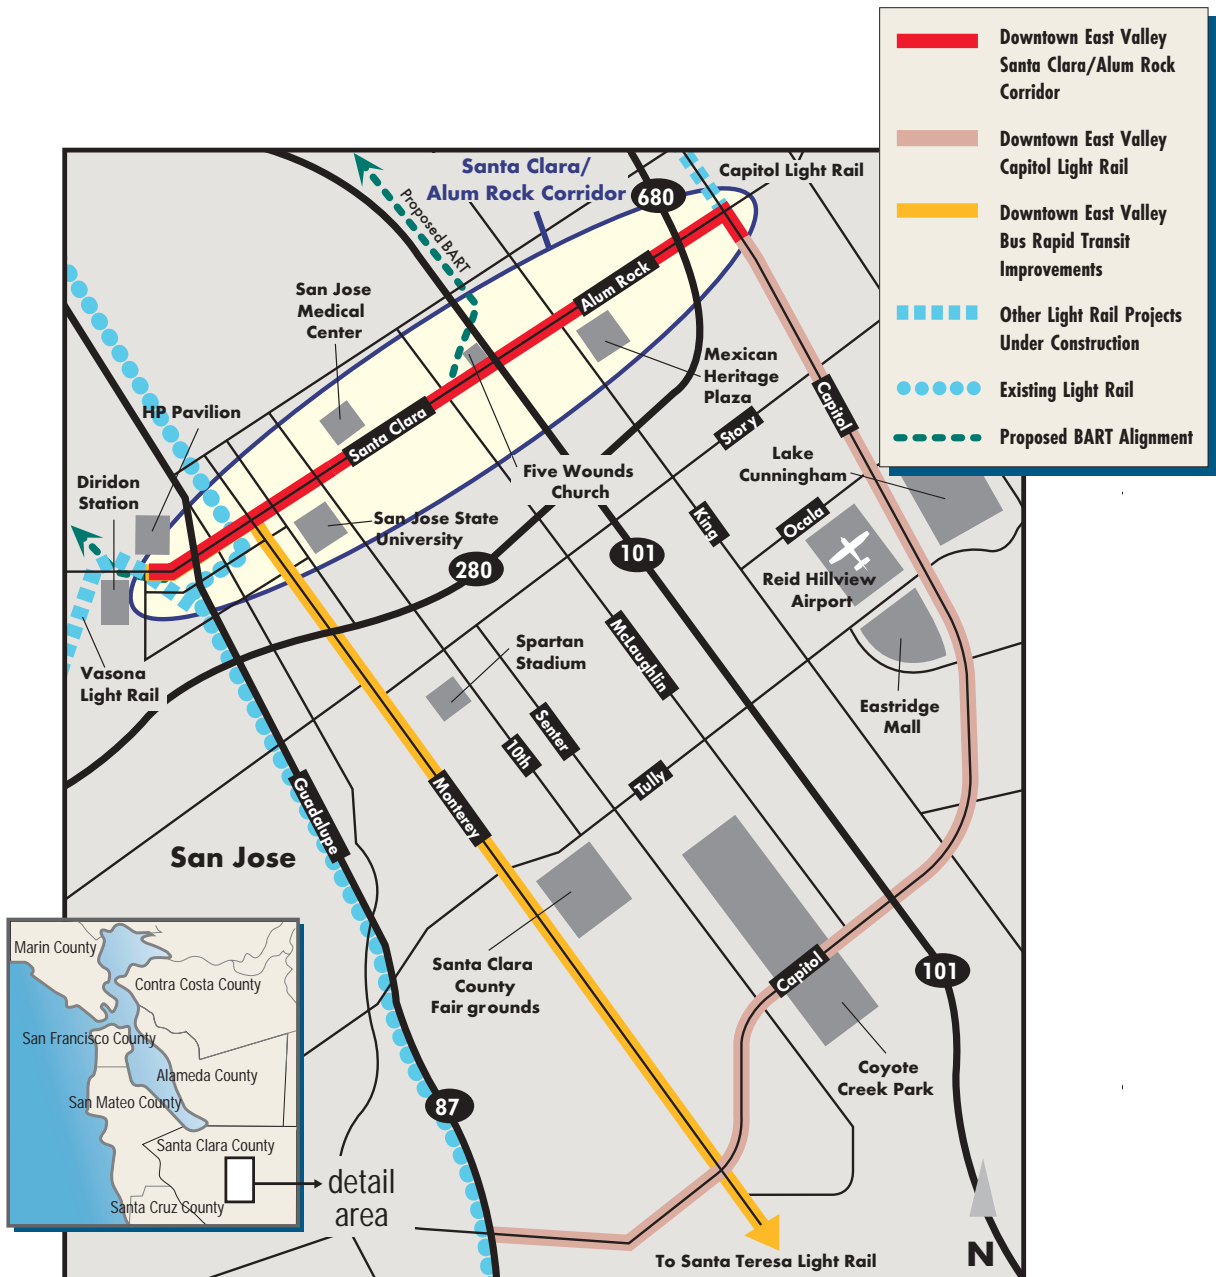 Downtown East Valley
Santa Clara/Alum Rock
Corridor
Downtown East Valley
Capitol Light Rail
Downtown East Valley
Bus Rapid Transit
Improvements
Other Light Rail Projects
Under Construction
Existing Light Rail
Proposed BART Alignment
Santa Clara/
Alum Rock Corridor
Capitol Light Rail
680
Proposed BART
Alum Rock
San Jose
Medical
Center
Mexican
Heritage
Plaza
HP Pavilion
Santa Clara
Capitol
Story
Lake
Cunningham
Diridon
Station
Five Wounds
Church
San Jose State
University
King
Ocala
280
101
Reid Hillview
Airport
Vasona
Light Rail
Spartan
Stadium
McLaughlin
Eastridge
Mall
Senter
10th
Tully
Guadalupe
Monterey
San Jose
Santa Clara
County
Fair grounds
Capitol
101
Coyote
Creek Park
87
Marin County
Contra Costa County
San Francisco County
Alameda County
San Mateo County
Santa Clara County
Santa Cruz County
detail
area
To Santa Teresa Light Rail
N